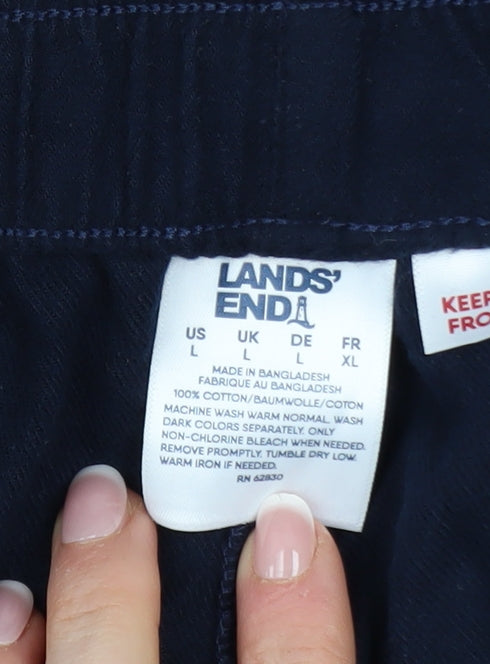 LANDS'
END
US UK DE FR
L L L XL
MADE IN BANGLADESH
FABRIQUE AU BANGLADESH
100% COTTON/BAUMWOLLE/COTON
MACHINE WASH WARM NORMAL. WASH
DARK COLORS SEPARATELY. ONLY
NON-CHLORINE BLEACH WHEN NEEDED.
REMOVE PROMPTLY. TUMBLE DRY LOW.
WARM IRON IF NEEDED.
RN 62830
KEEP
FRO